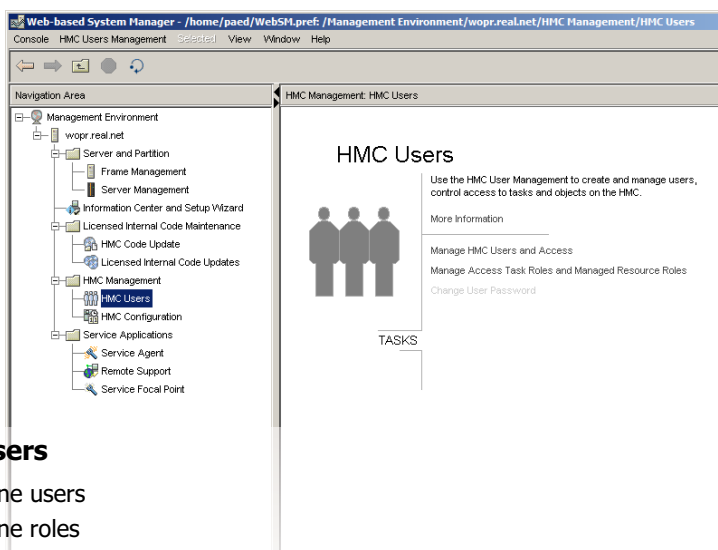 Web-based System Manager - /home/paed/WebSM.pref: /Management Environment/wopr.real.net/HMC Management/HMC Users
Console HMC Users Management Selected View Window Help
Navigation Area
HMC Management: HMC Users
Management Environment
wopr.real.net
Server and Partition
Frame Management
Server Management
Information Center and Setup Wizard
Licensed Internal Code Maintenance
HMC Code Update
Licensed Internal Code Updates
HMC Management
HMC Users
HMC Configuration
Service Applications
Service Agent
Remote Support
Service Focal Point
HMC Users
Use the HMC User Management to create and manage users,
control access to tasks and objects on the HMC.
More Information
Manage HMC Users and Access
Manage Access Task Roles and Managed Resource Roles
Change User Password
TASKS
sers
ne users
ne roles